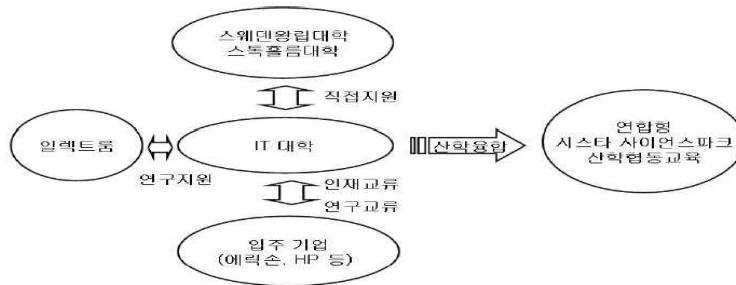 스웨덴왕립대학
스톡홀름대학
직접지원
일렉트룸
IT 대학
산학융합
연합형
시스타 사이언스파크
산학협동교육
연구지원
인재교류
연구교류
입주 기업
(에릭손, HP 등)